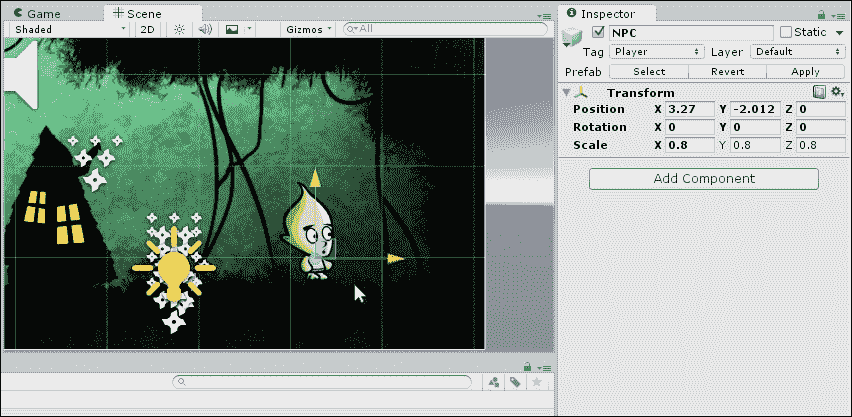 Game Scene
Shaded 2D Gizmos All
Inspector
NPC Static
Tag Player Layer Default
Prefab Select Revert Apply
Transform
Position X 3.27 Y -2.012 Z 0
Rotation X 0 Y 0 Z 0
Scale X 0.8 Y 0.8 Z 0.8
Add Component